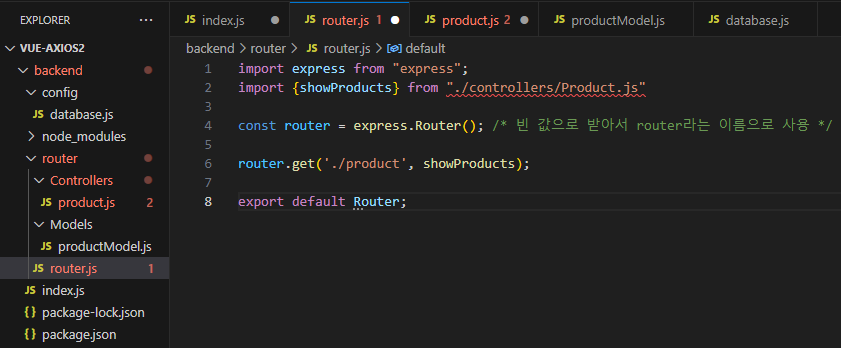 EXPLORER
VUE-AXIOS2
backend
config
JS database.js
node_modules
router
Controllers
JS product.js 2
Models
JS productModel.js
JS router.js 1
JS index.js
{} package-lock.json
{} package.json
JS index.js JS router.js 1 JS product.js 2 JS productModel.js JS database.js
backend > router > JS router.js > default
1 import express from "express";
2 import {showProducts} from "./controllers/Product.js"
3
4 const router = express.Router(); /* 빈 값으로 받아서 router라는 이름으로 사용 */
5
6 router.get('./product', showProducts);
7
8 export default Router;